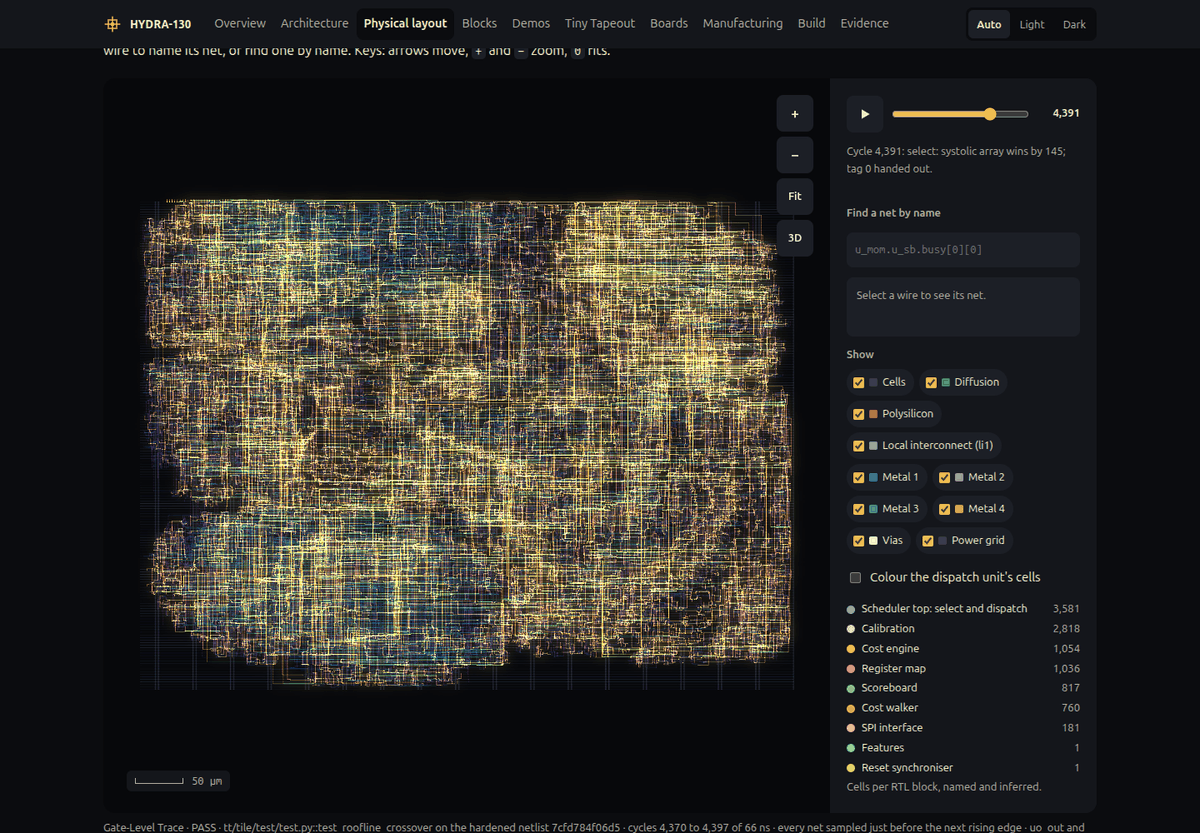 HYDRA-130
Overview Architecture Physical layout Blocks Demos Tiny Tapeout Boards Manufacturing Build Evidence
Auto Light Dark
wire to name its net, or find one by name. Keys: arrows move, + and − zoom, 0 fits.
+
−
Fit
3D
50 µm
4,391
Cycle 4,391: select: systolic array wins by 145;
tag 0 handed out.
Find a net by name
u_mom.u_sb.busy[0][0]
Select a wire to see its net.
Show
Cells Diffusion
Polysilicon
Local interconnect (li1)
Metal 1 Metal 2
Metal 3 Metal 4
Vias Power grid
Colour the dispatch unit's cells
Scheduler top: select and dispatch 3,581
Calibration 2,818
Cost engine 1,054
Register map 1,036
Scoreboard 817
Cost walker 760
SPI interface 181
Features 1
Reset synchroniser 1
Cells per RTL block, named and inferred.
Gate-Level Trace · PASS · tt/tile/test/test.py::test_roofline_crossover on the hardened netlist 7cfd784f06d5 · cycles 4,370 to 4,397 of 66 ns · every net sampled just before the next rising edge · uo_out and